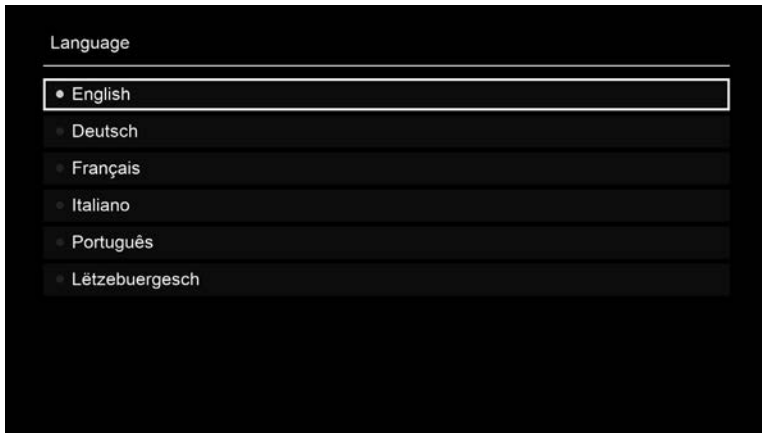 Language
English
Deutsch
Français
Italiano
Português
Lëtzebuergesch